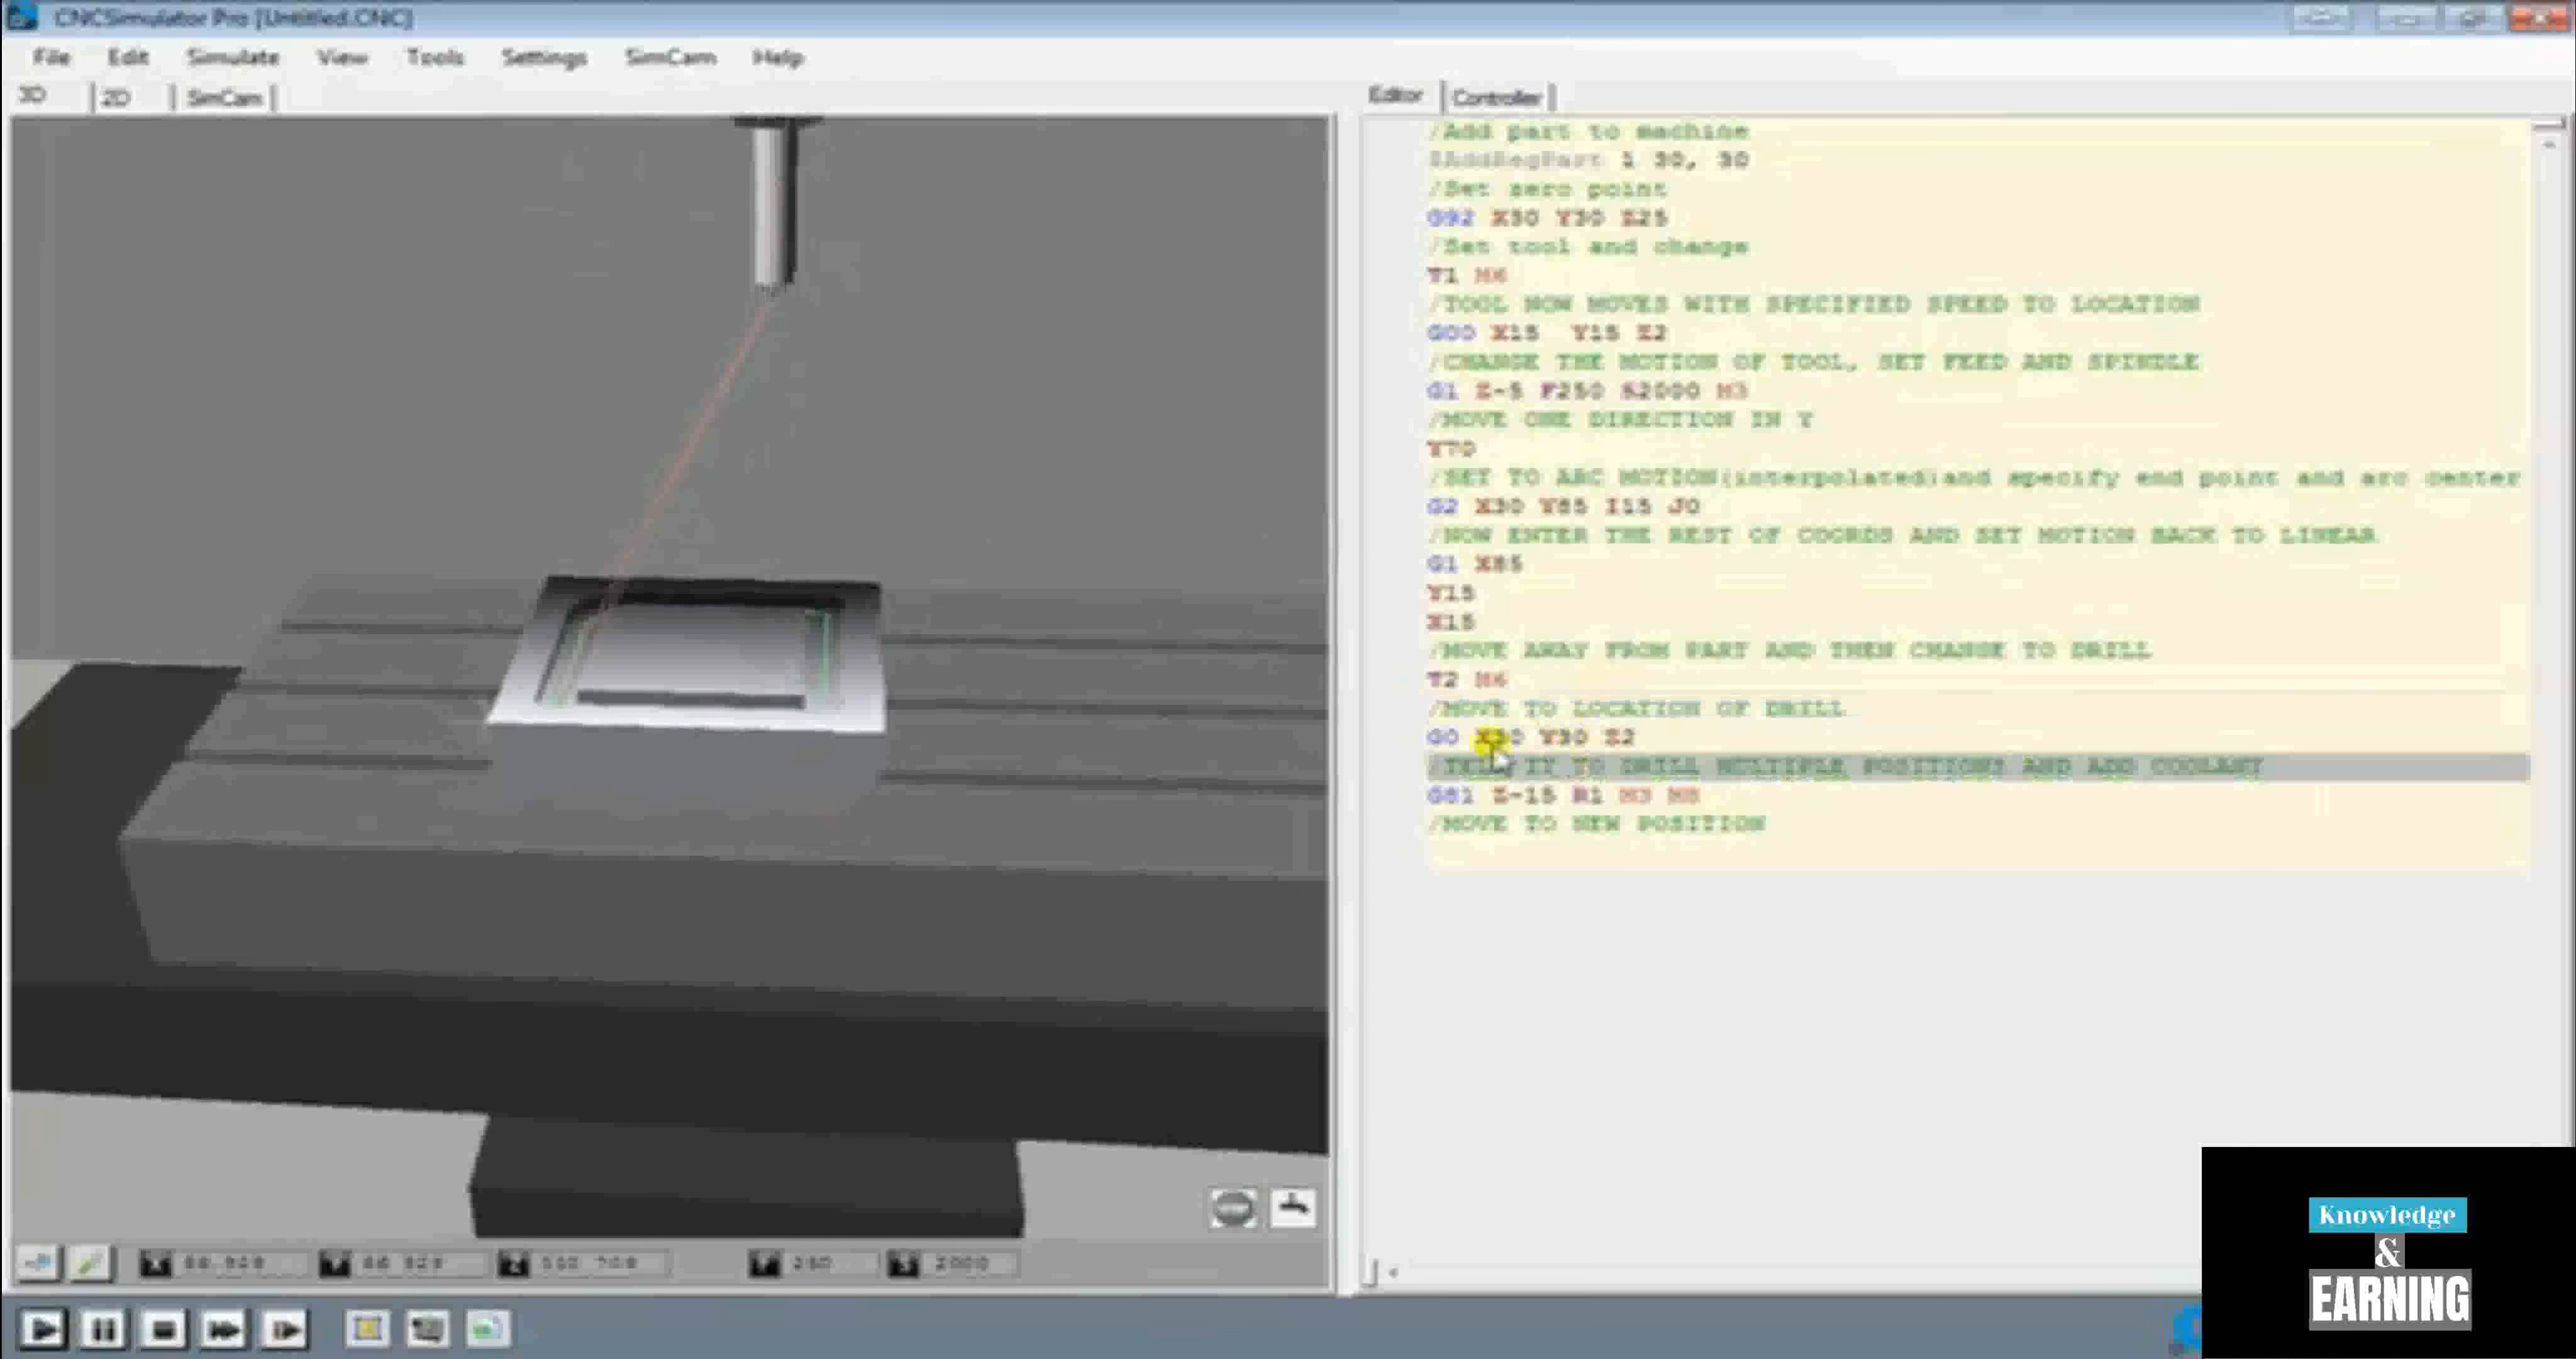 CNCSimulator Pro [Untitled.CNC]
File Edit Simulate View Tools Settings SimCam Help
3D 2D SimCam
Editor Controller
/Add part to machine
$AddRegPart 1 30, 30
/Set zero point
G92 X30 Y30 Z25
/Set tool and change
T1 M6
/TOOL NOW MOVES WITH SPECIFIED SPEED TO LOCATION
G00 X15 Y15 Z2
/CHANGE THE MOTION OF TOOL, SET FEED AND SPINDLE
G1 Z-5 F250 S2000 M3
/MOVE ONE DIRECTION IN Y
Y70
/SET TO ARC MOTION(interpolated)and specify end point and arc center
G2 X30 Y85 I15 J0
/NOW ENTER THE REST OF COORDS AND SET MOTION BACK TO LINEAR
G1 X85
Y15
X15
/MOVE AWAY FROM PART AND THEN CHANGE TO DRILL
T2 M6
/MOVE TO LOCATION OF DRILL
G0 X30 Y30 Z2
IT TO DRILL MULTIPLE POSITIONS AND ADD COOLANT
G81 Z-15 R1 M3 M8
/MOVE TO NEW POSITION
X Y Z F 250 S 2000
Knowledge
&
EARNING